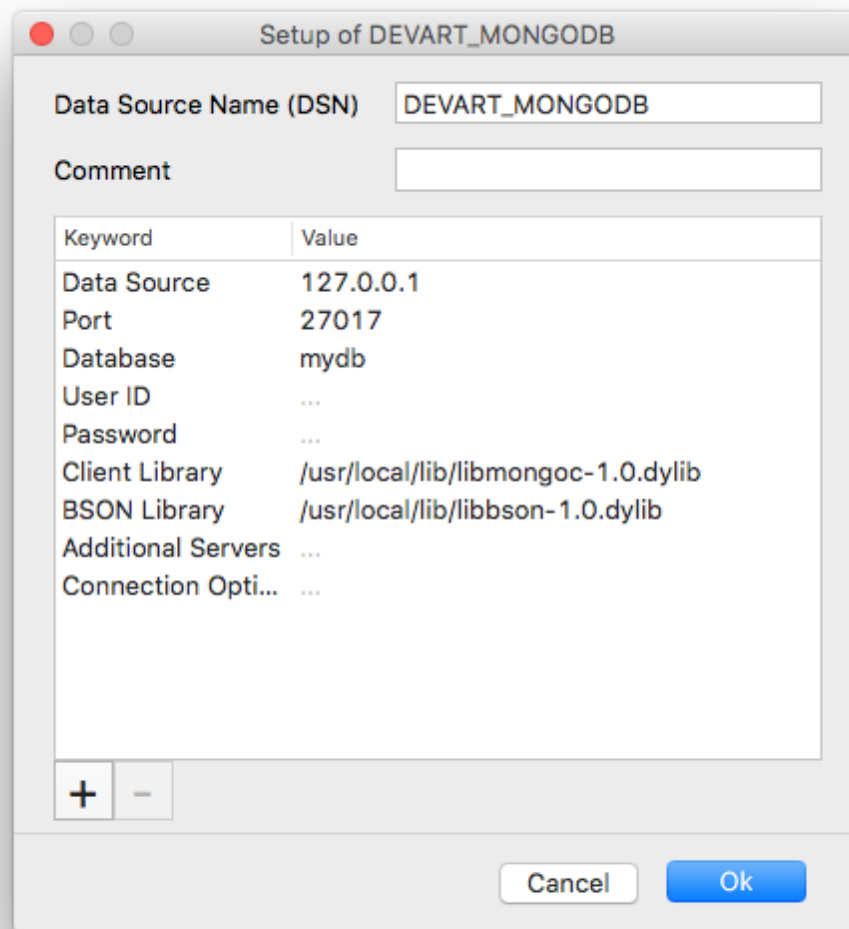 Setup of DEVART_MONGODB
Data Source Name (DSN) DEVART_MONGODB
Comment
Keyword Value
Data Source 127.0.0.1
Port 27017
Database mydb
User ID ...
Password ...
Client Library /usr/local/lib/libmongoc-1.0.dylib
BSON Library /usr/local/lib/libbson-1.0.dylib
Additional Servers ...
Connection Opti... ...
+ -
Cancel Ok